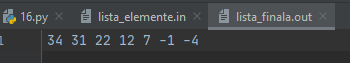 16.py lista_elemente.in lista_finala.out
1 34 31 22 12 7 -1 -4